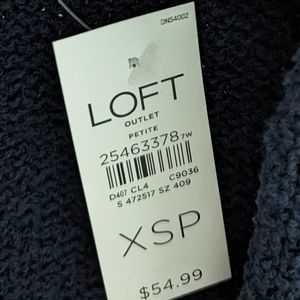 DNS4002
LOFT
OUTLET
PETITE
25463378 7W
D407 CL4 C9036
S 472517 SZ 409
XSP
$54.99